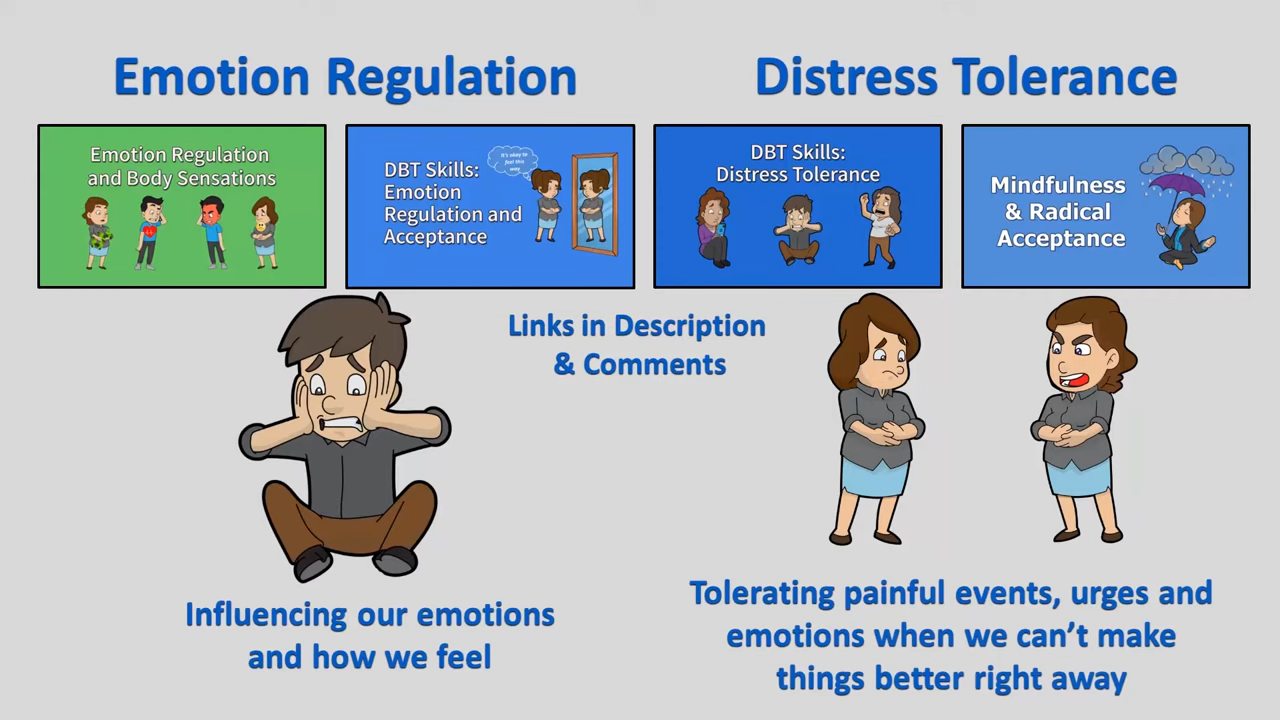 Emotion Regulation
Distress Tolerance
Emotion Regulation
and Body Sensations
DBT Skills:
Emotion
Regulation and
Acceptance
It's okay to
feel this
way
DBT Skills:
Distress Tolerance
Mindfulness
& Radical
Acceptance
Links in Description
& Comments
Influencing our emotions
and how we feel
Tolerating painful events, urges and
emotions when we can’t make
things better right away